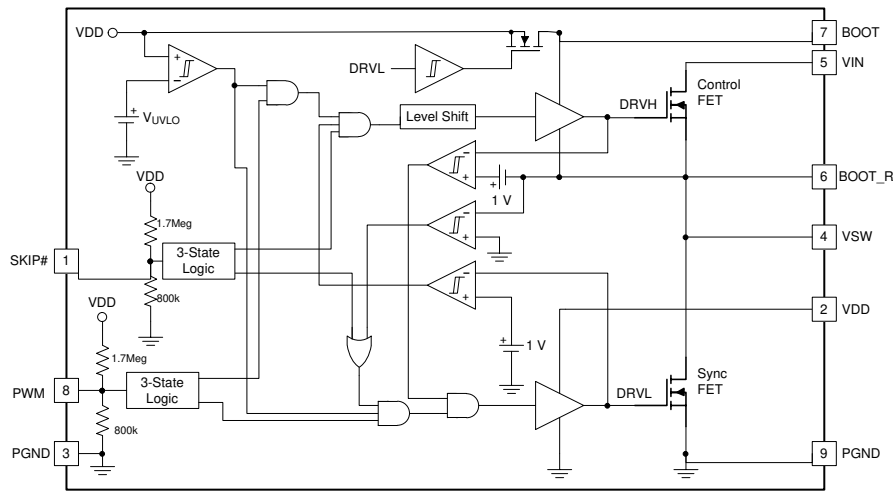 VDD
7
BOOT
5
VIN
DRVL
Control
FET
DRVH
+
−
+
VUVLO
Level Shift
−
+
VDD
+
1 V
6
BOOT_R
1.7Meg
−
+
4
VSW
SKIP#
1
3-State
Logic
−
+
800k
VDD
2
VDD
+
1 V
1.7Meg
Sync
FET
PWM
8
3-State
Logic
DRVL
800k
PGND
3
9
PGND